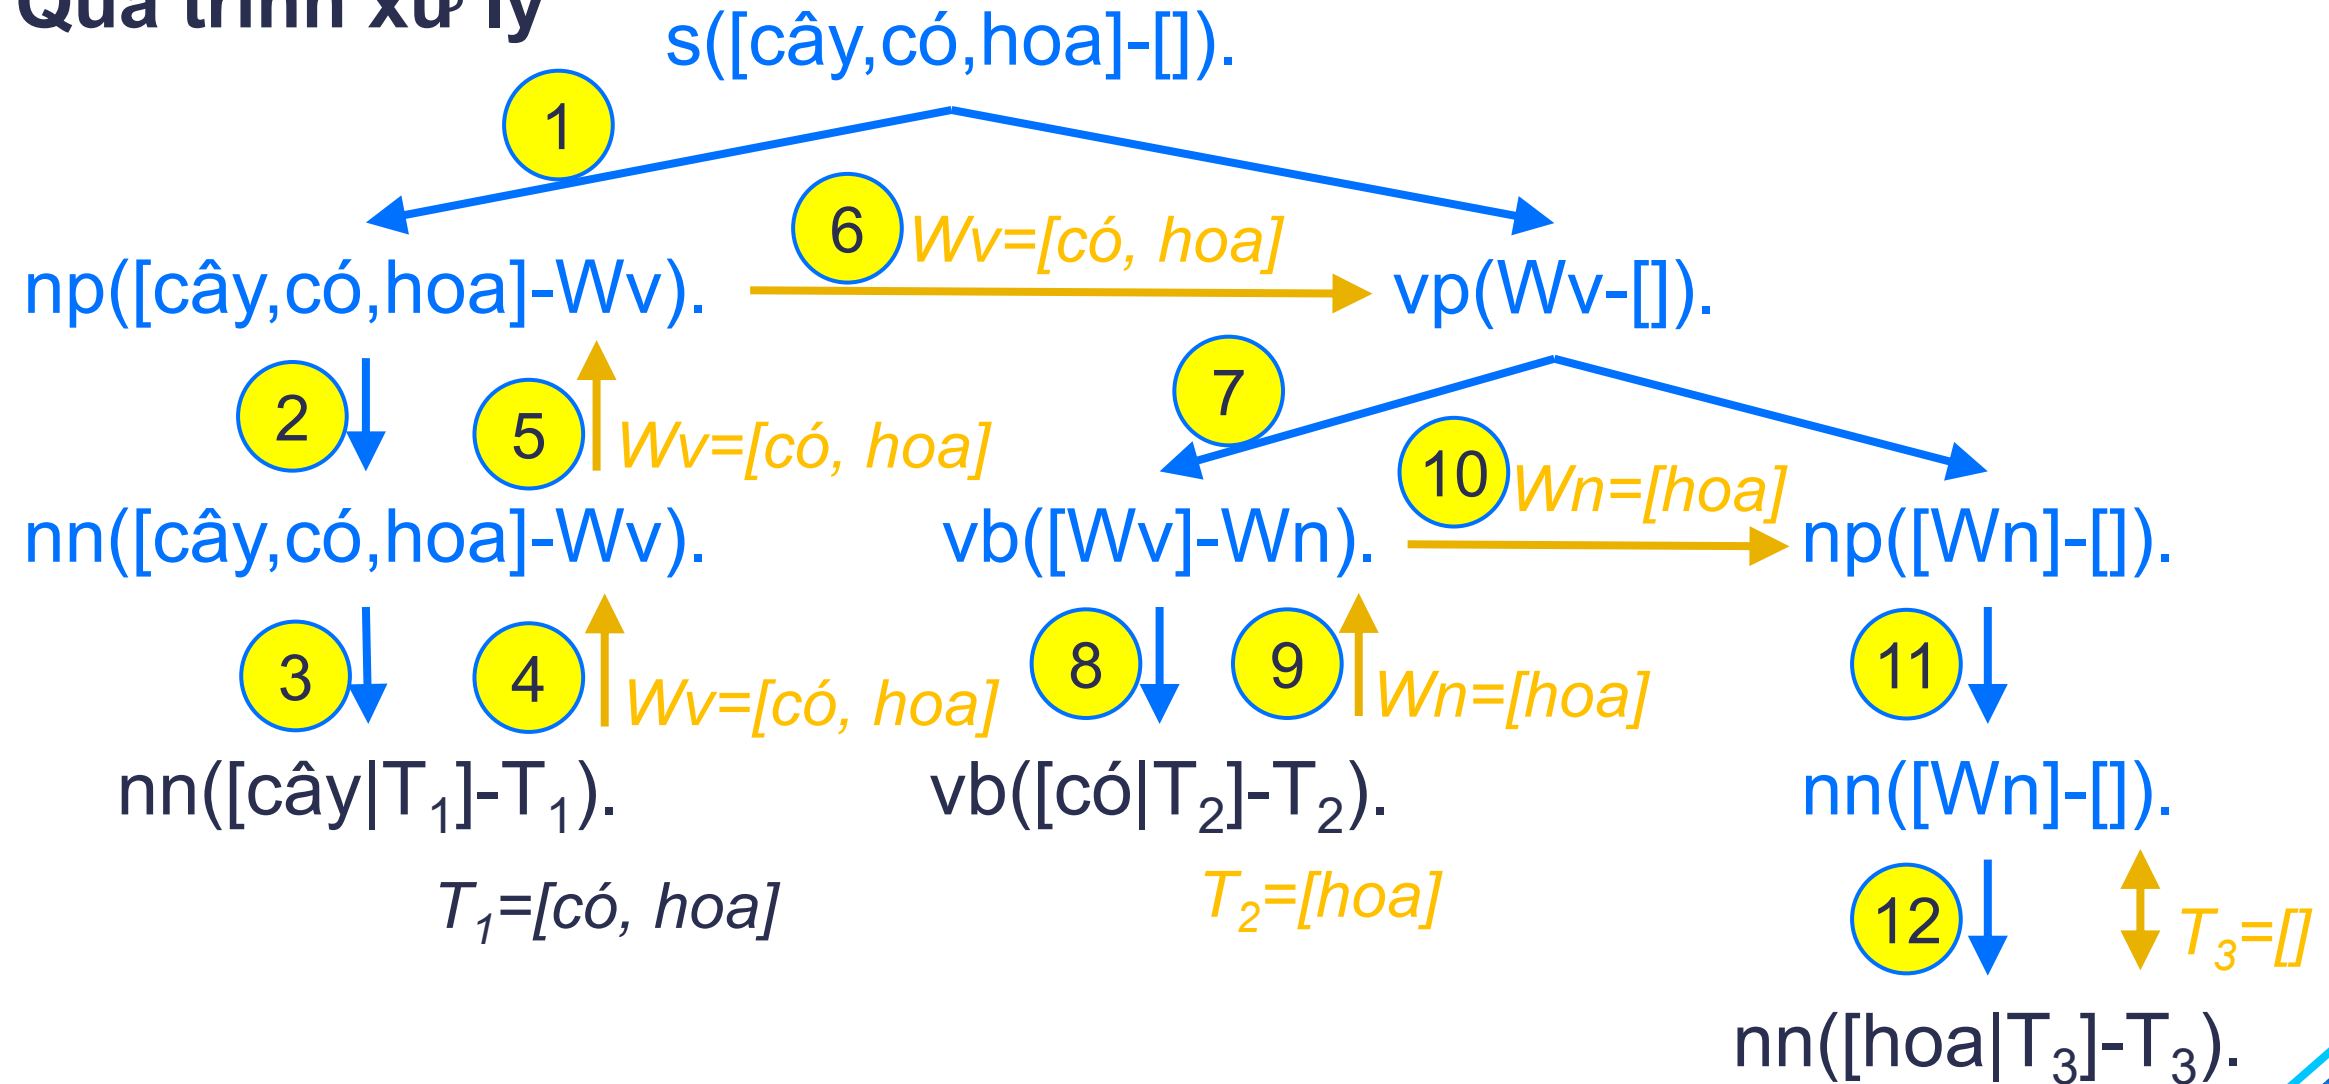 Quá trình xử lý
s([cây,có,hoa]-[]).
1
6 Wv=[có, hoa]
np([cây,có,hoa]-Wv). vp(Wv-[]).
2 5 Wv=[có, hoa] 7 10 Wn=[hoa]
nn([cây,có,hoa]-Wv). vb([Wv]-Wn). np([Wn]-[]).
3 4 Wv=[có, hoa] 8 9 Wn=[hoa] 11
nn([cây|T1]-T1). vb([có|T2]-T2). nn([Wn]-[]).
T1=[có, hoa] T2=[hoa] 12 T3=[]
nn([hoa|T3]-T3).